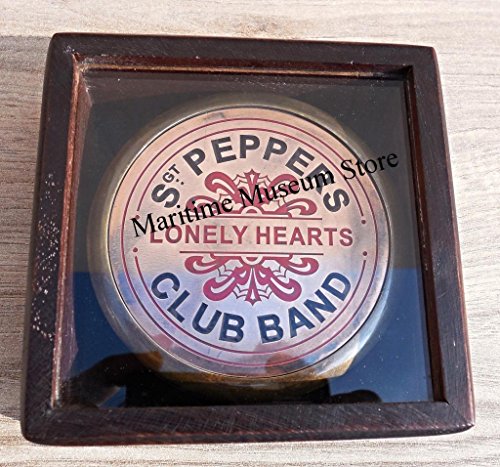 SGT. PEPPERS
LONELY HEARTS
CLUB BAND
Maritime Museum Store